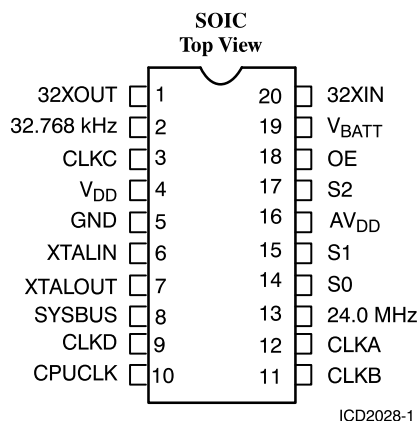 SOIC
Top View
32XOUT 1 20 32XIN
32.768 kHz 2 19 VBATT
CLKC 3 18 OE
VDD 4 17 S2
GND 5 16 AVDD
XTALIN 6 15 S1
XTALOUT 7 14 S0
SYSBUS 8 13 24.0 MHz
CLKD 9 12 CLKA
CPUCLK 10 11 CLKB
ICD2028-1